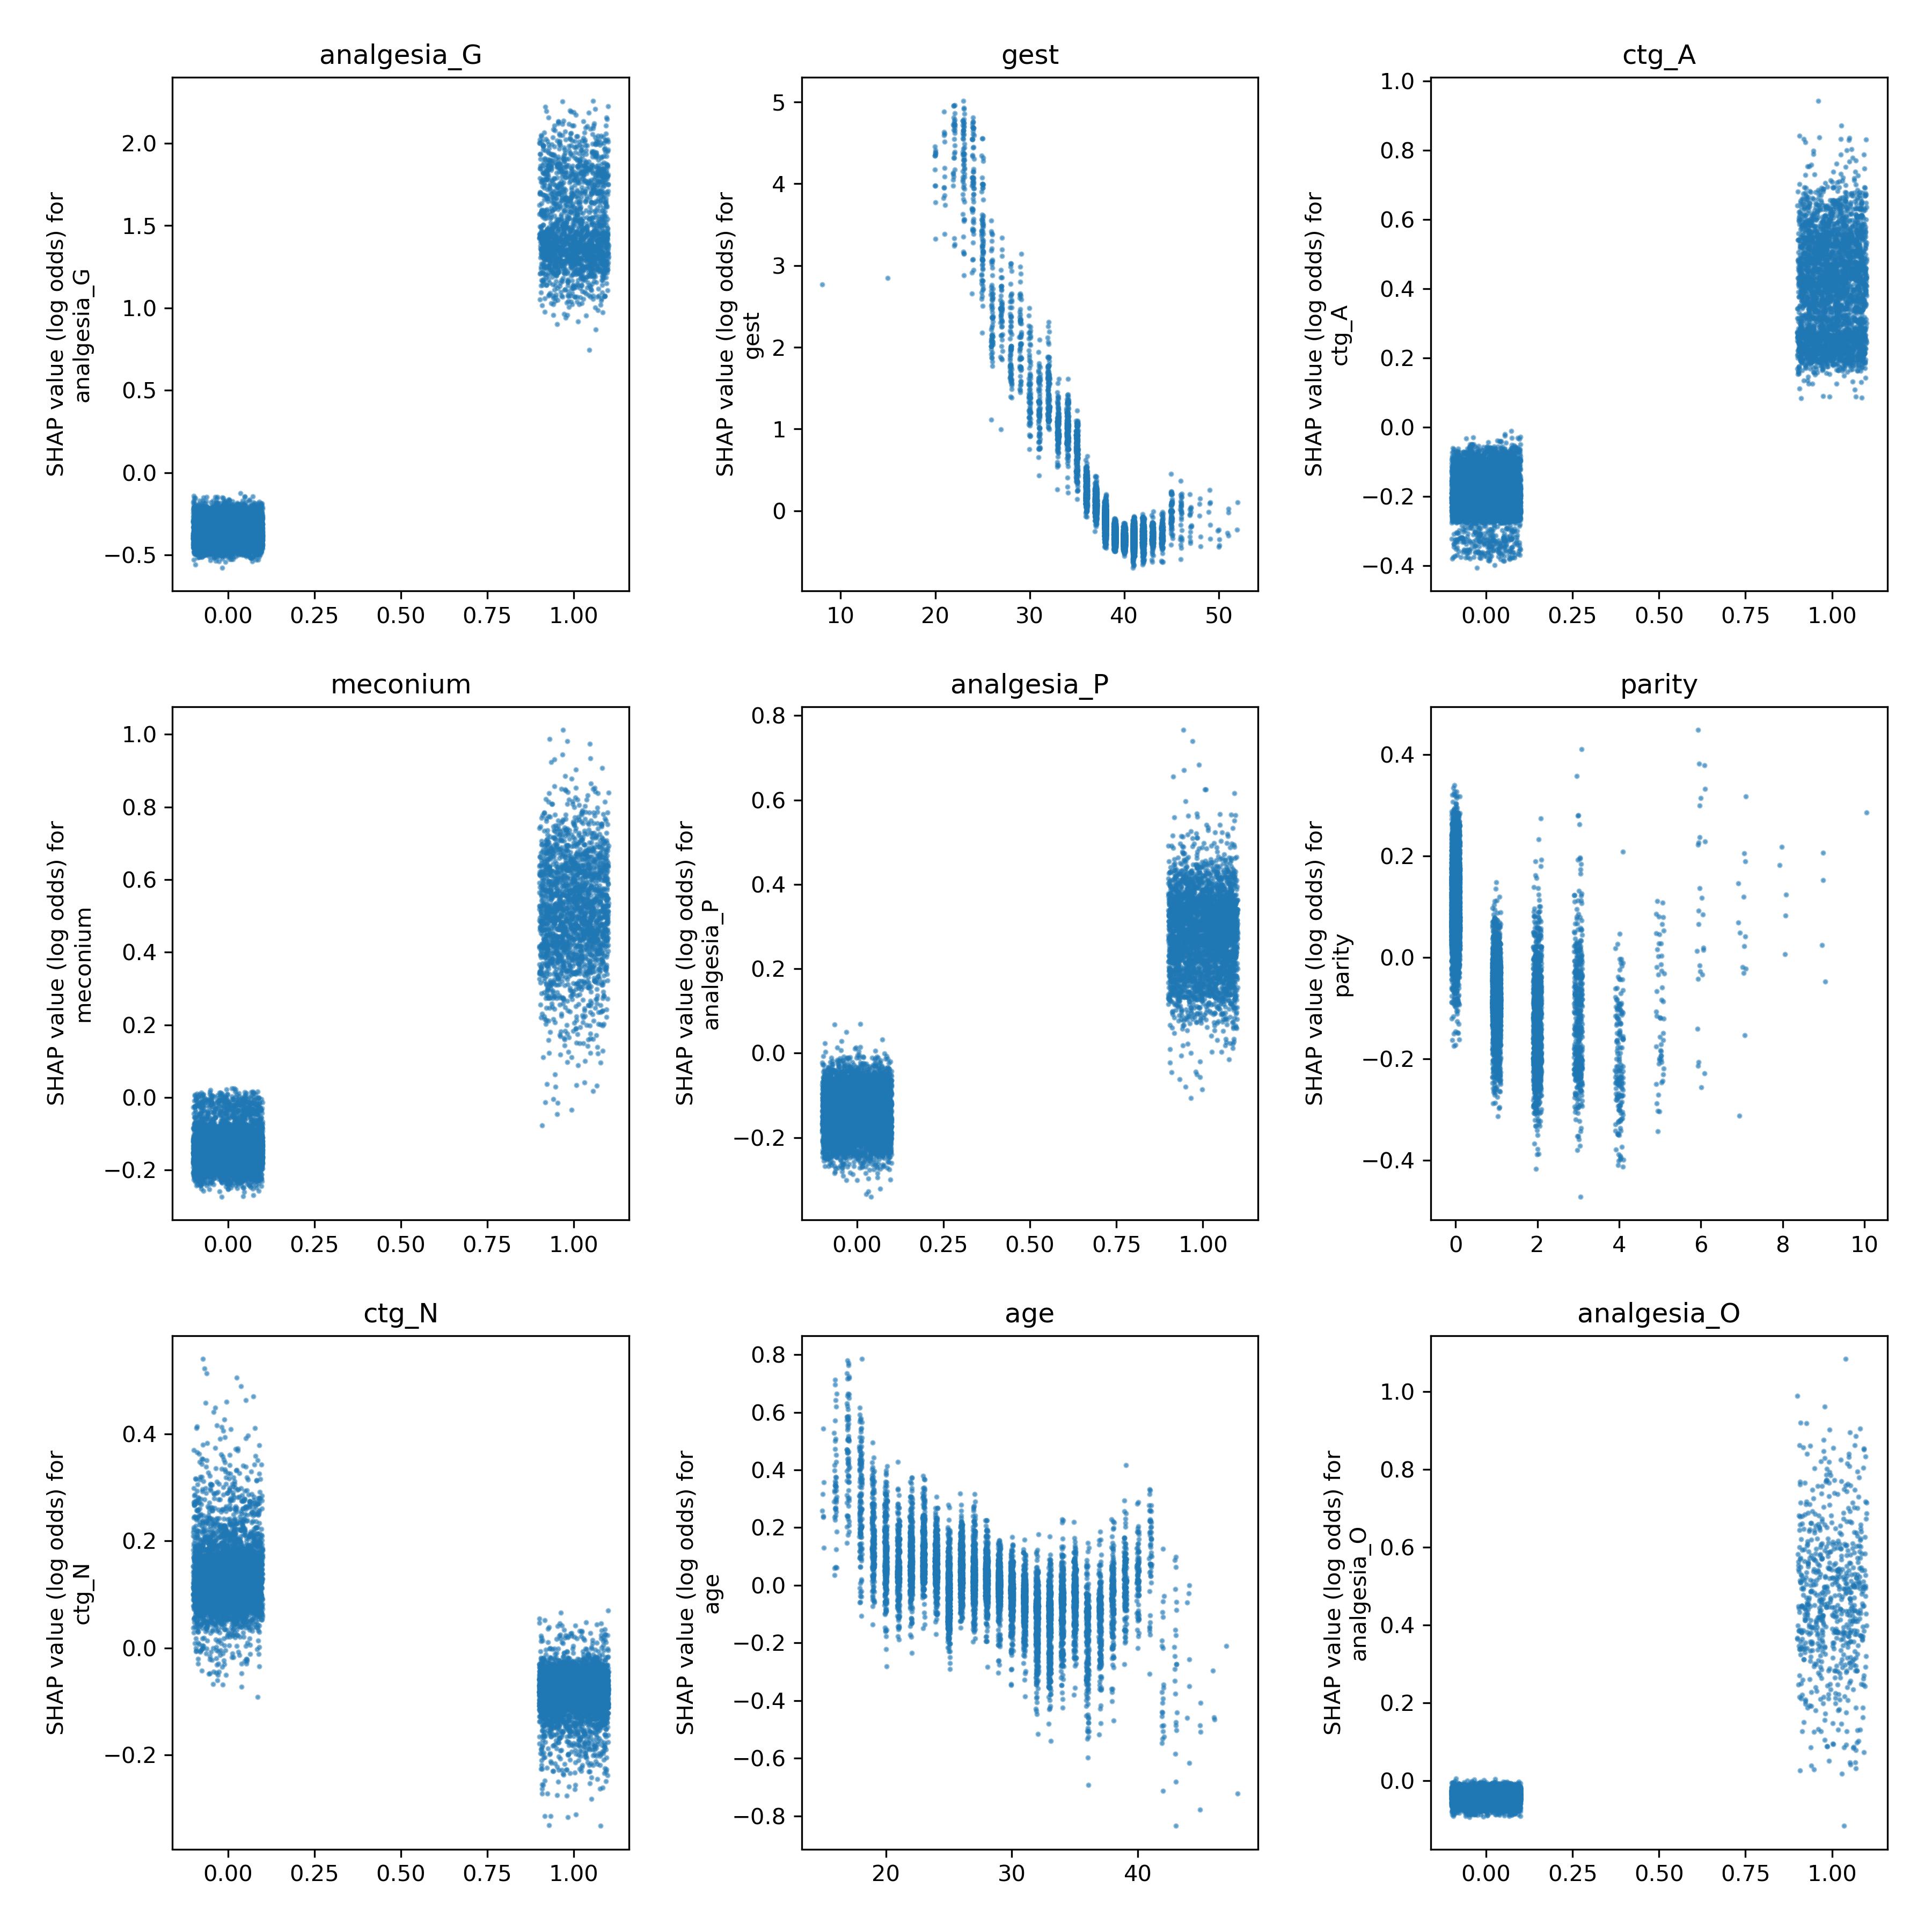 analgesia_G
SHAP value (log odds) for
analgesia_G
2.0
1.5
1.0
0.5
0.0
−0.5
0.00 0.25 0.50 0.75 1.00
gest
SHAP value (log odds) for
gest
5
4
3
2
1
0
10 20 30 40 50
ctg_A
SHAP value (log odds) for
ctg_A
1.0
0.8
0.6
0.4
0.2
0.0
−0.2
−0.4
0.00 0.25 0.50 0.75 1.00
meconium
SHAP value (log odds) for
meconium
1.0
0.8
0.6
0.4
0.2
0.0
−0.2
0.00 0.25 0.50 0.75 1.00
analgesia_P
SHAP value (log odds) for
analgesia_P
0.8
0.6
0.4
0.2
0.0
−0.2
0.00 0.25 0.50 0.75 1.00
parity
SHAP value (log odds) for
parity
0.4
0.2
0.0
−0.2
−0.4
0 2 4 6 8 10
ctg_N
SHAP value (log odds) for
ctg_N
0.4
0.2
0.0
−0.2
0.00 0.25 0.50 0.75 1.00
age
SHAP value (log odds) for
age
0.8
0.6
0.4
0.2
0.0
−0.2
−0.4
−0.6
−0.8
20 30 40
analgesia_O
SHAP value (log odds) for
analgesia_O
1.0
0.8
0.6
0.4
0.2
0.0
0.00 0.25 0.50 0.75 1.00